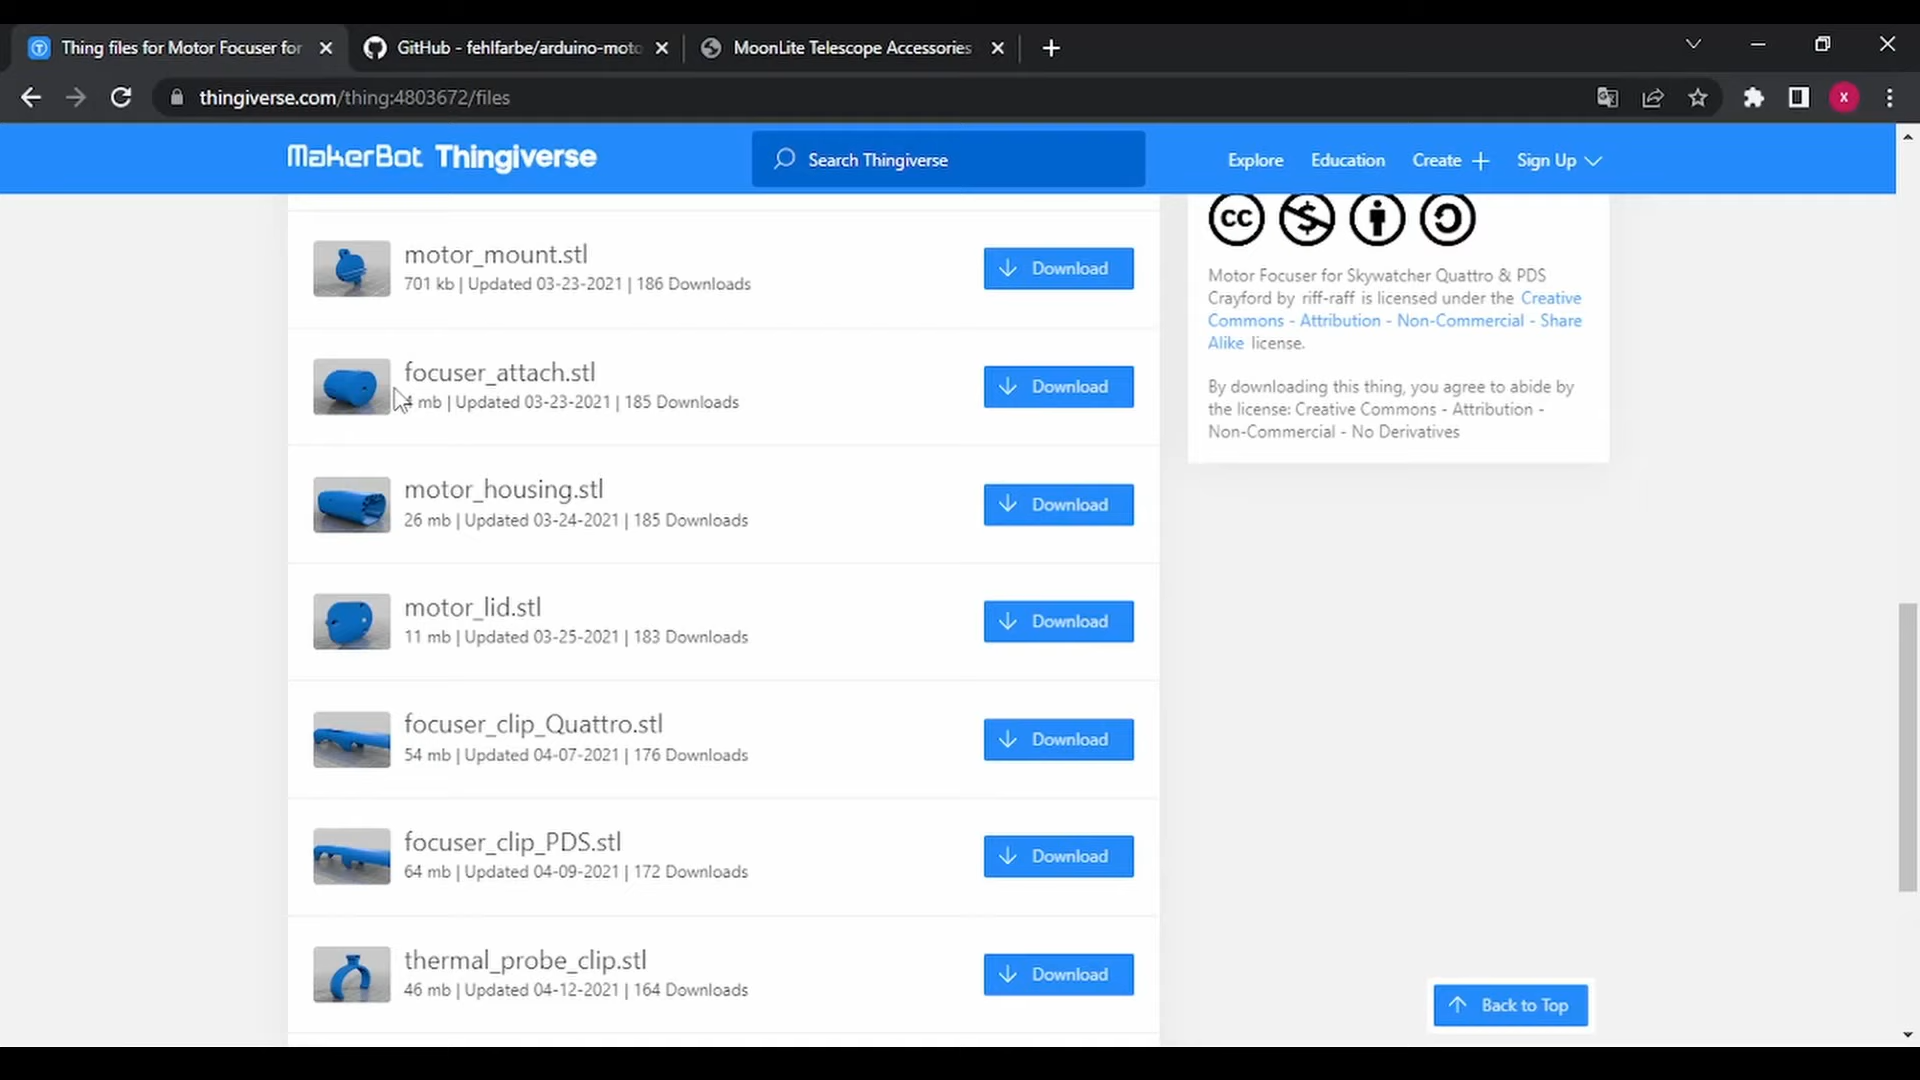 Thing files for Motor Focuser for
GitHub - fehlfarbe/arduino-moto
MoonLite Telescope Accessories
thingiverse.com/thing:4803672/files
X
MakerBot Thingiverse
Search Thingiverse
Explore
Education
Create
Sign Up
motor_mount.stl
701 kb | Updated 03-23-2021 | 186 Downloads
Download
focuser_attach.stl
4 mb | Updated 03-23-2021 | 185 Downloads
Download
motor_housing.stl
26 mb | Updated 03-24-2021 | 185 Downloads
Download
motor_lid.stl
11 mb | Updated 03-25-2021 | 183 Downloads
Download
focuser_clip_Quattro.stl
54 mb | Updated 04-07-2021 | 176 Downloads
Download
focuser_clip_PDS.stl
64 mb | Updated 04-09-2021 | 172 Downloads
Download
thermal_probe_clip.stl
46 mb | Updated 04-12-2021 | 164 Downloads
Download
cc
Motor Focuser for Skywatcher Quattro & PDS
Crayford by riff-raff is licensed under the Creative
Commons - Attribution - Non-Commercial - Share
Alike license.
By downloading this thing, you agree to abide by
the license: Creative Commons - Attribution -
Non-Commercial - No Derivatives
Back to Top